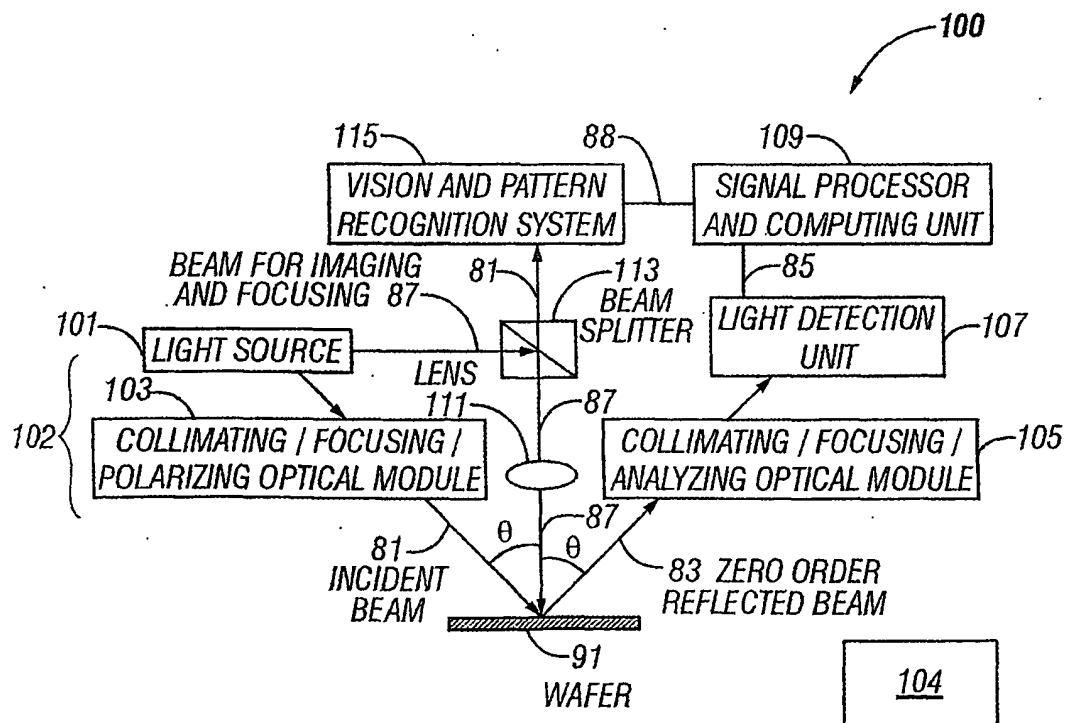 100
115
88
109
VISION AND PATTERN
RECOGNITION SYSTEM
SIGNAL PROCESSOR
AND COMPUTING UNIT
BEAM FOR IMAGING
AND FOCUSING 87
81
113
BEAM
SPLITTER
85
101
LIGHT SOURCE
LIGHT DETECTION
UNIT
107
LENS
111
87
102
103
COLLIMATING / FOCUSING /
POLARIZING OPTICAL MODULE
COLLIMATING / FOCUSING /
ANALYZING OPTICAL MODULE
105
87
θ
θ
81
INCIDENT
BEAM
83 ZERO ORDER
REFLECTED BEAM
91
WAFER
104